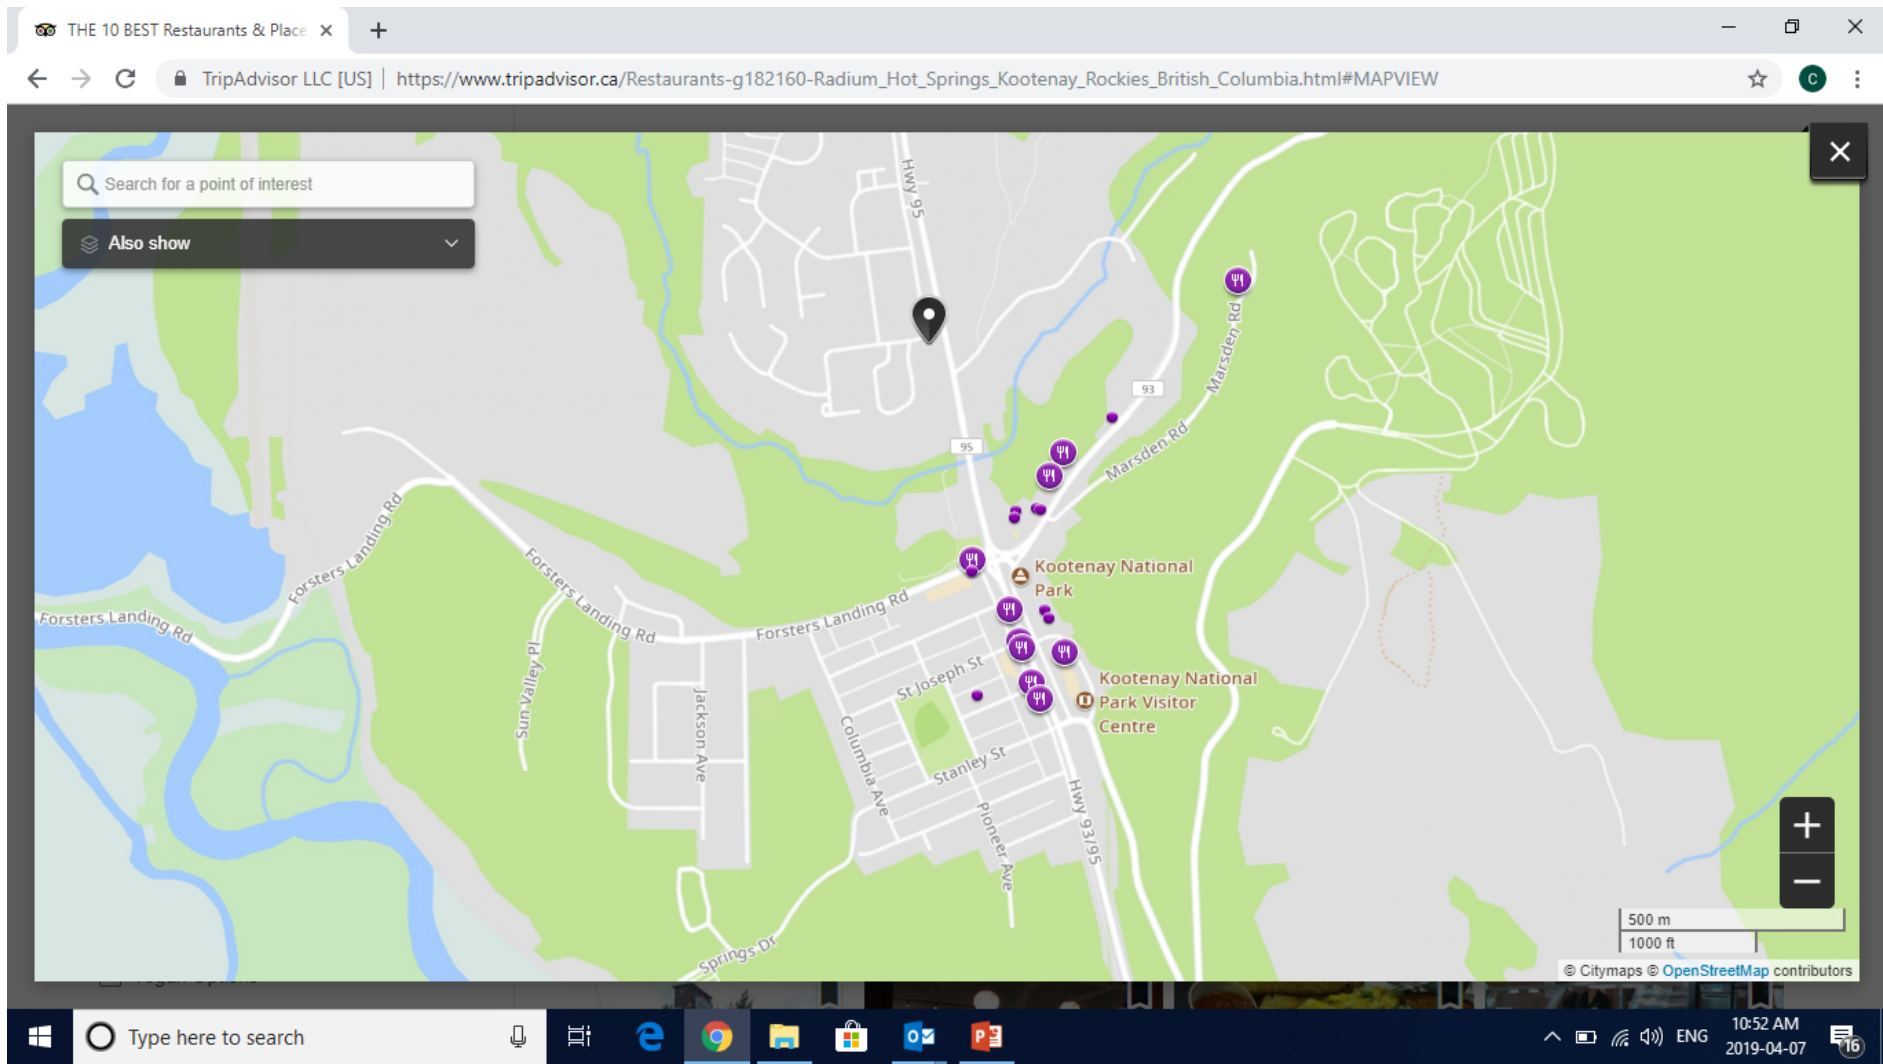 THE 10 BEST Restaurants & Place
TripAdvisor LLC [US] | https://www.tripadvisor.ca/Restaurants-g182160-Radium_Hot_Springs_Kootenay_Rockies_British_Columbia.html#MAPVIEW
C
Search for a point of interest
Also show
Hwy 95
Marsden Rd
93
Marsden Rd
95
Forsters Landing Rd
Forsters Landing Rd
Forsters Landing Rd
Forsters Landing Rd
Kootenay National
Park
St Joseph St
Sun Valley Pl
Jackson Ave
Columbia Ave
Kootenay National
Park Visitor
Centre
Stanley St
Pioneer Ave
Hwy 93/95
Springs Dr
500 m
1000 ft
© Citymaps © OpenStreetMap contributors
Type here to search
ENG
10:52 AM
2019-04-07
16